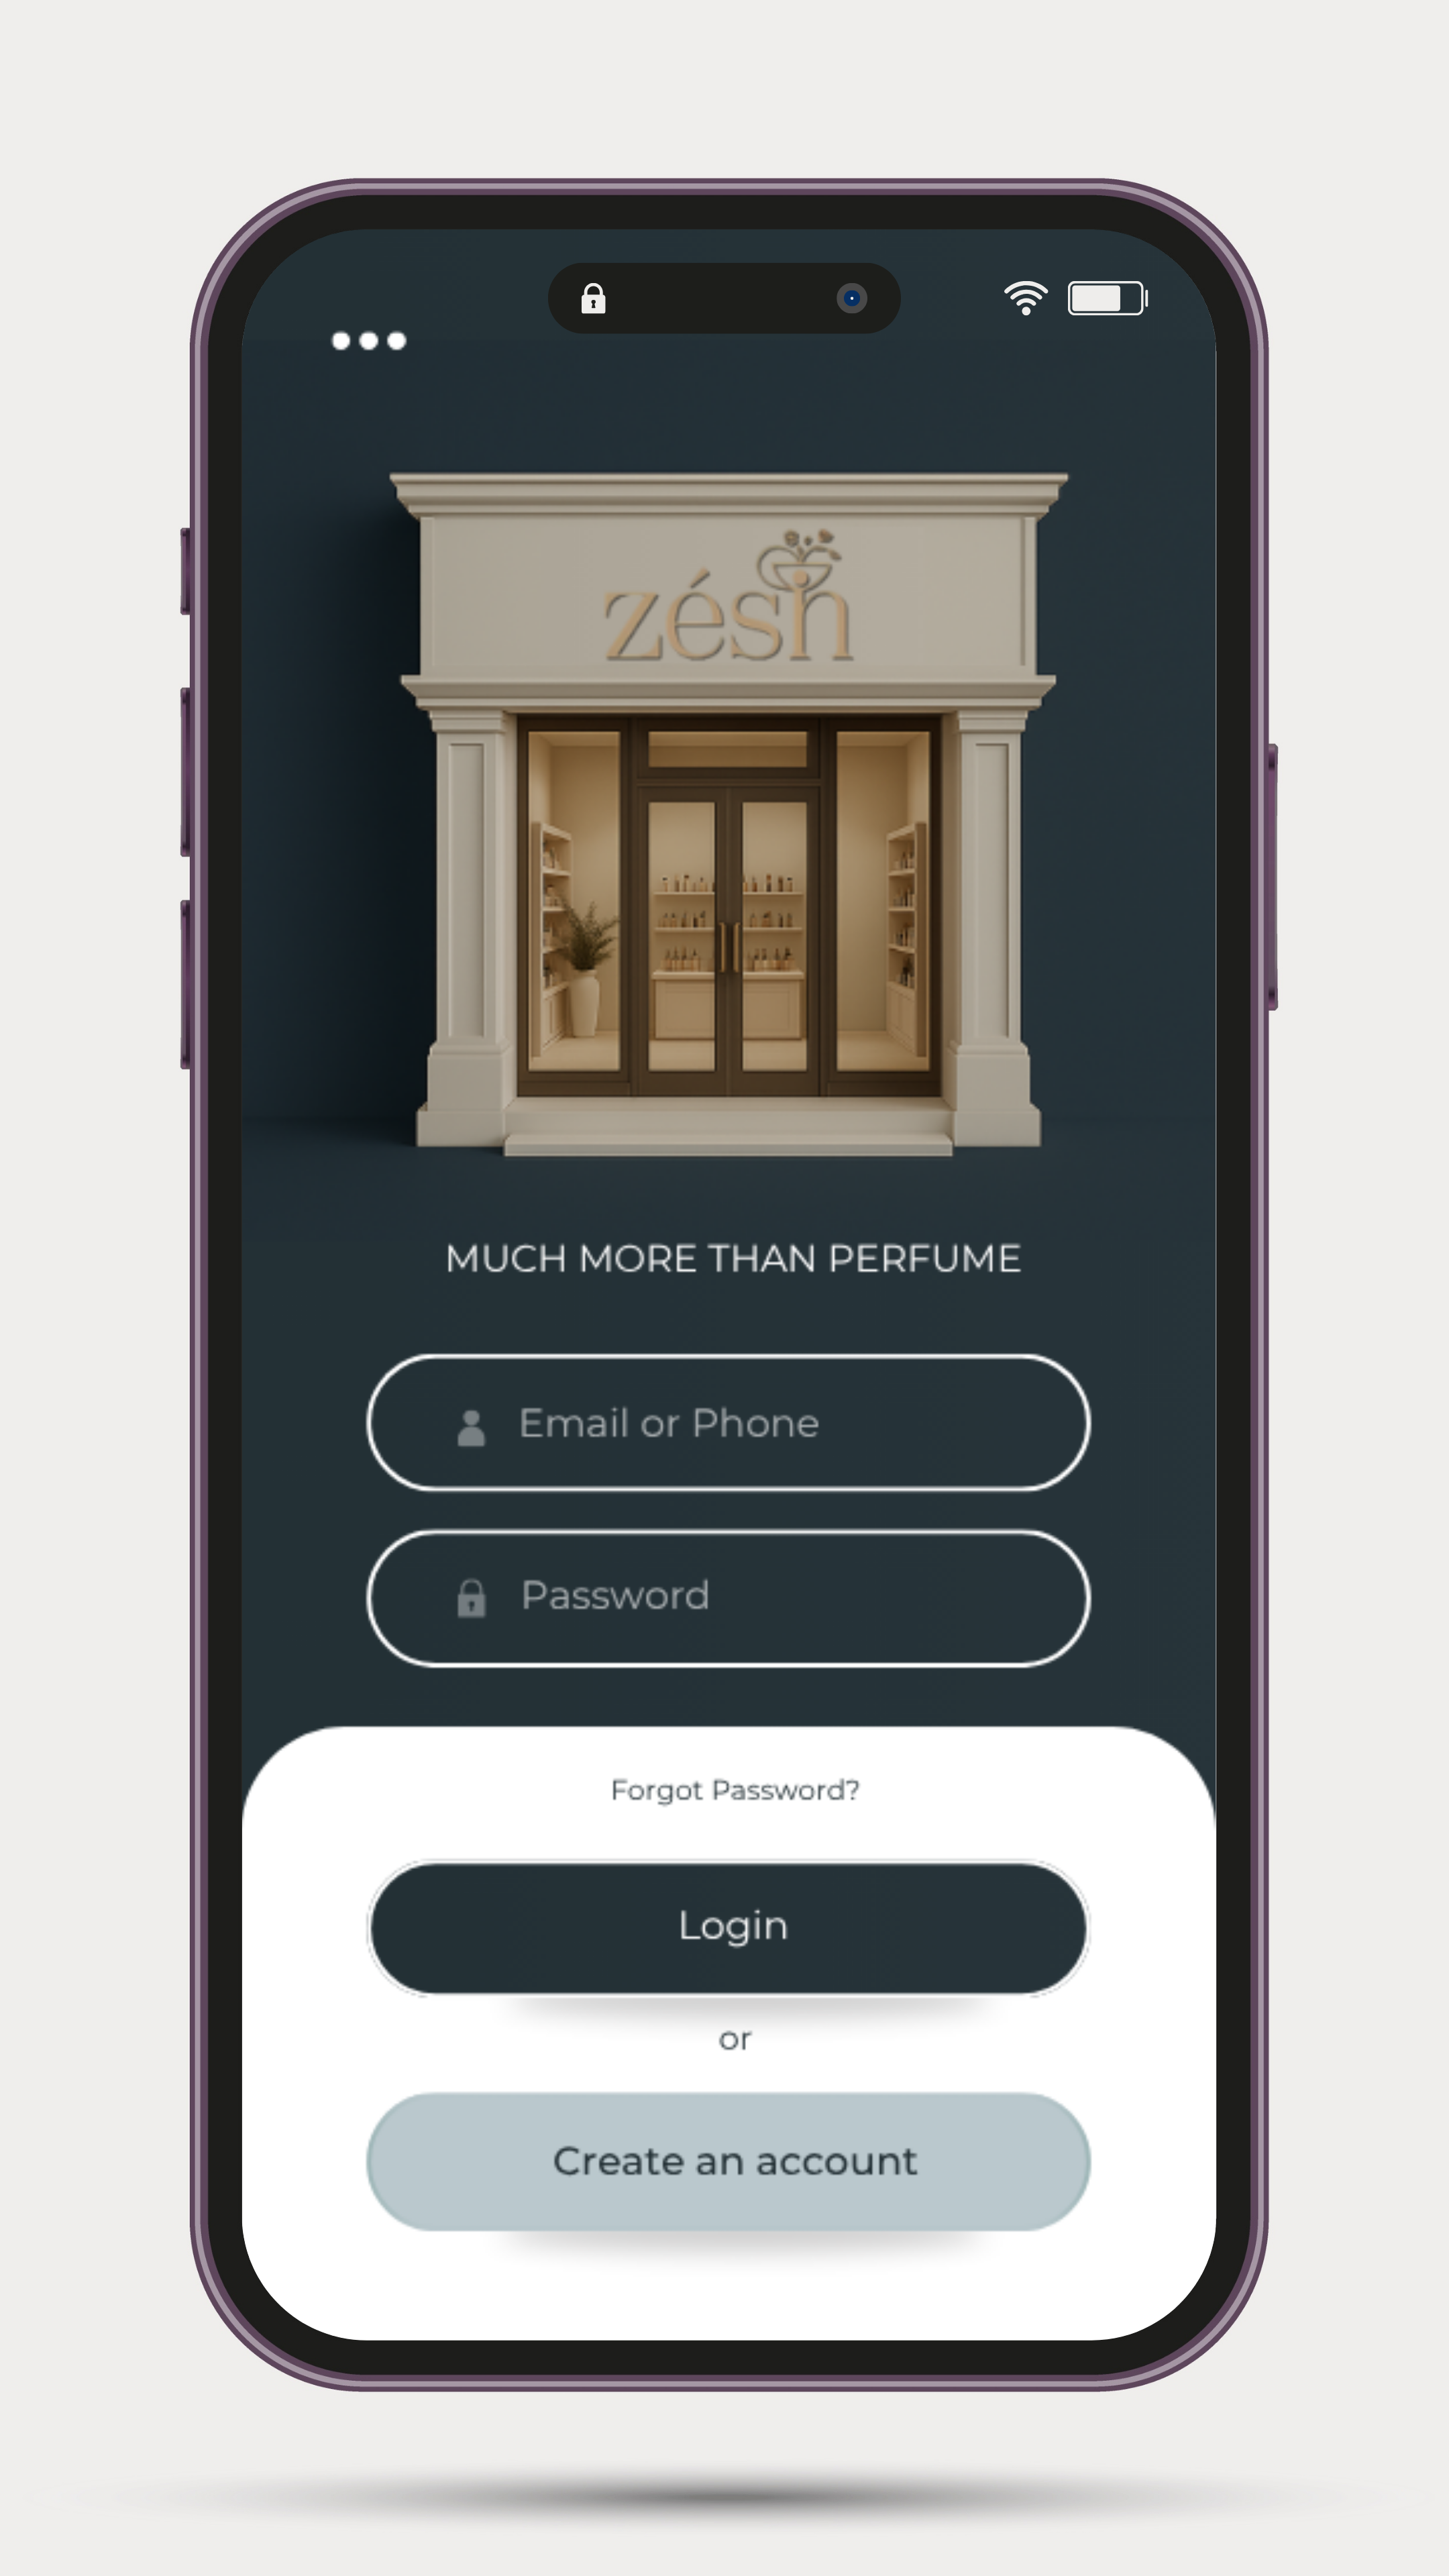 zésh
MUCH MORE THAN PERFUME
Email or Phone
Password
Forgot Password?
Login
or
Create an account